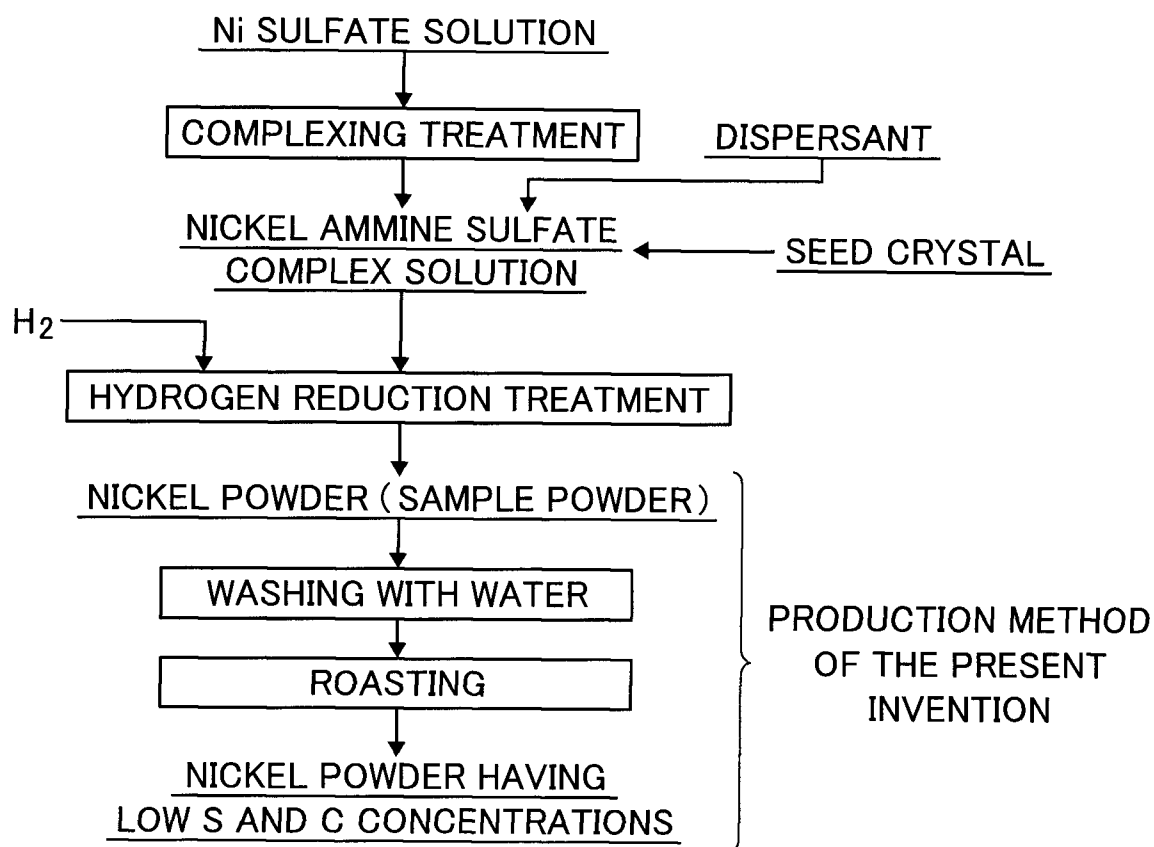 Ni SULFATE SOLUTION
COMPLEXING TREATMENT
DISPERSANT
NICKEL AMMINE SULFATE
COMPLEX SOLUTION
SEED CRYSTAL
H2
HYDROGEN REDUCTION TREATMENT
NICKEL POWDER (SAMPLE POWDER)
WASHING WITH WATER
ROASTING
NICKEL POWDER HAVING
LOW S AND C CONCENTRATIONS
PRODUCTION METHOD
OF THE PRESENT
INVENTION